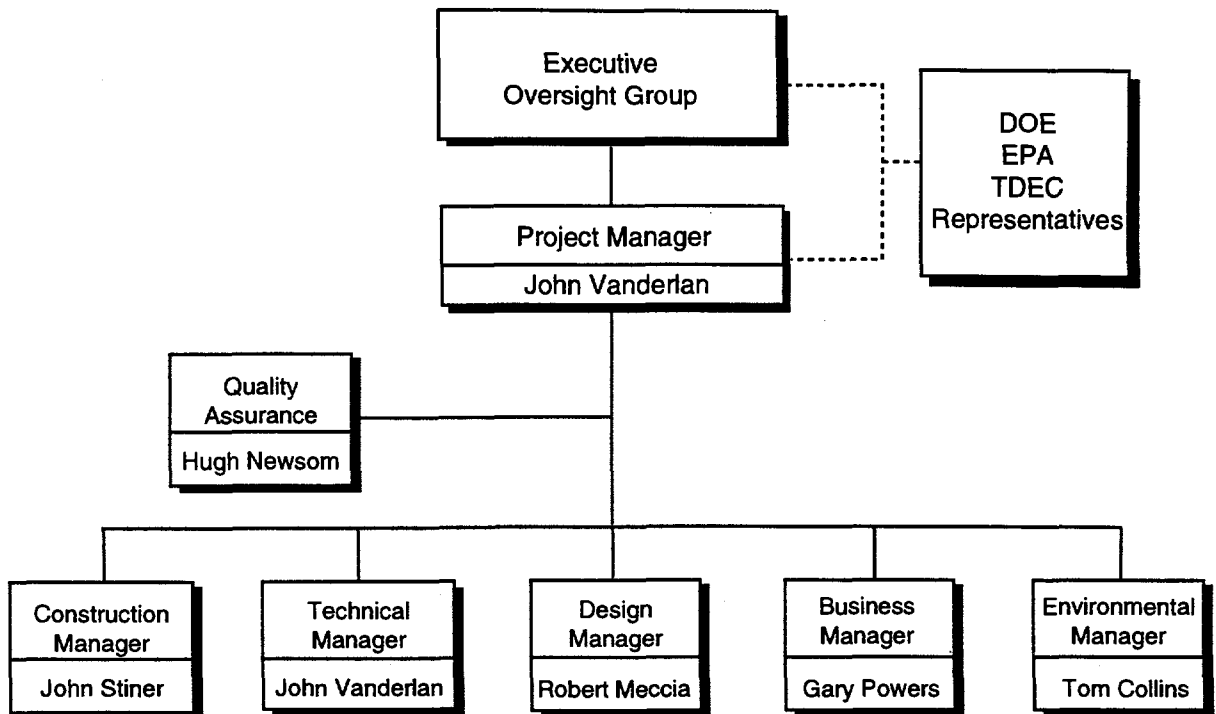 Executive
Oversight Group
DOE
EPA
TDEC
Representatives
Project Manager
John Vanderlan
Quality
Assurance
Hugh Newsom
Construction
Manager
John Stiner
Technical
Manager
John Vanderlan
Design
Manager
Robert Meccia
Business
Manager
Gary Powers
Environmental
Manager
Tom Collins